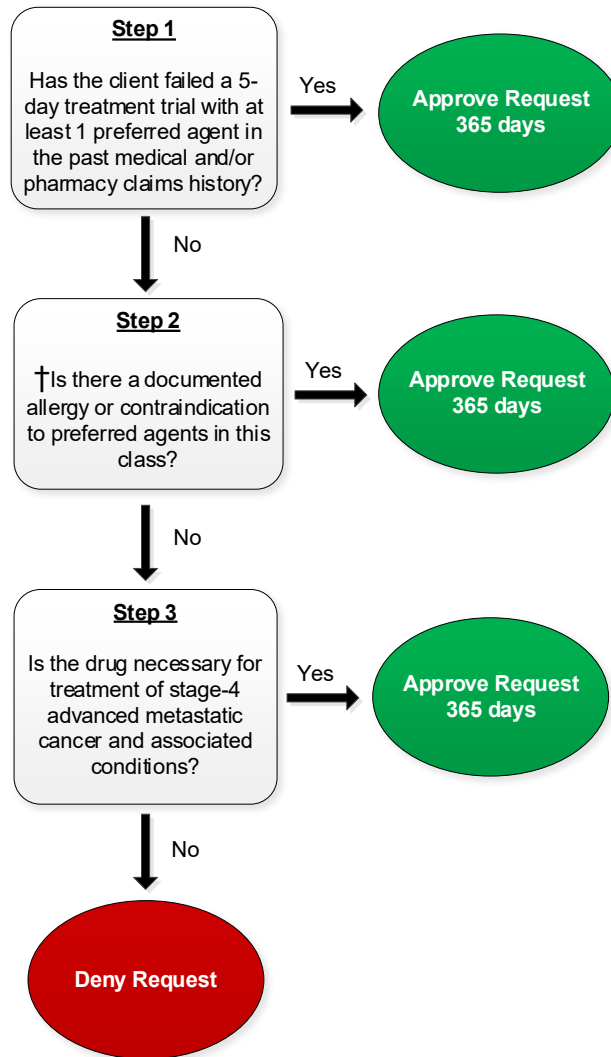 Step 1
Has the client failed a 5-
day treatment trial with at
least 1 preferred agent in
the past medical and/or
pharmacy claims history?
Yes
Approve Request
365 days
No
Step 2
†Is there a documented
allergy or contraindication
to preferred agents in this
class?
Yes
Approve Request
365 days
No
Step 3
Is the drug necessary for
treatment of stage-4
advanced metastatic
cancer and associated
conditions?
Yes
Approve Request
365 days
No
Deny Request